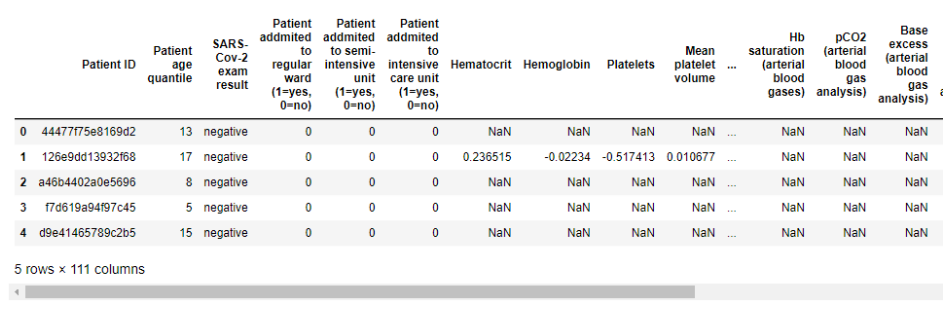 Patient ID Patient age quantile SARS-Cov-2 exam result Patient addmited to regular ward (1=yes, 0=no) Patient addmited to semi-intensive unit (1=yes, 0=no) Patient addmited to intensive care unit (1=yes, 0=no) Hematocrit Hemoglobin Platelets Mean platelet volume ... Hb saturation (arterial blood gases) pCO2 (arterial blood gas analysis) Base excess (arterial blood gas analysis)
0 44477f75e8169d2 13 negative 0 0 0 NaN NaN NaN NaN ... NaN NaN NaN
1 126e9dd13932f68 17 negative 0 0 0 0.236515 -0.02234 -0.517413 0.010677 ... NaN NaN NaN
2 a46b4402a0e5696 8 negative 0 0 0 NaN NaN NaN NaN ... NaN NaN NaN
3 f7d619a94f97c45 5 negative 0 0 0 NaN NaN NaN NaN ... NaN NaN NaN
4 d9e41465789c2b5 15 negative 0 0 0 NaN NaN NaN NaN ... NaN NaN NaN
5 rows × 111 columns